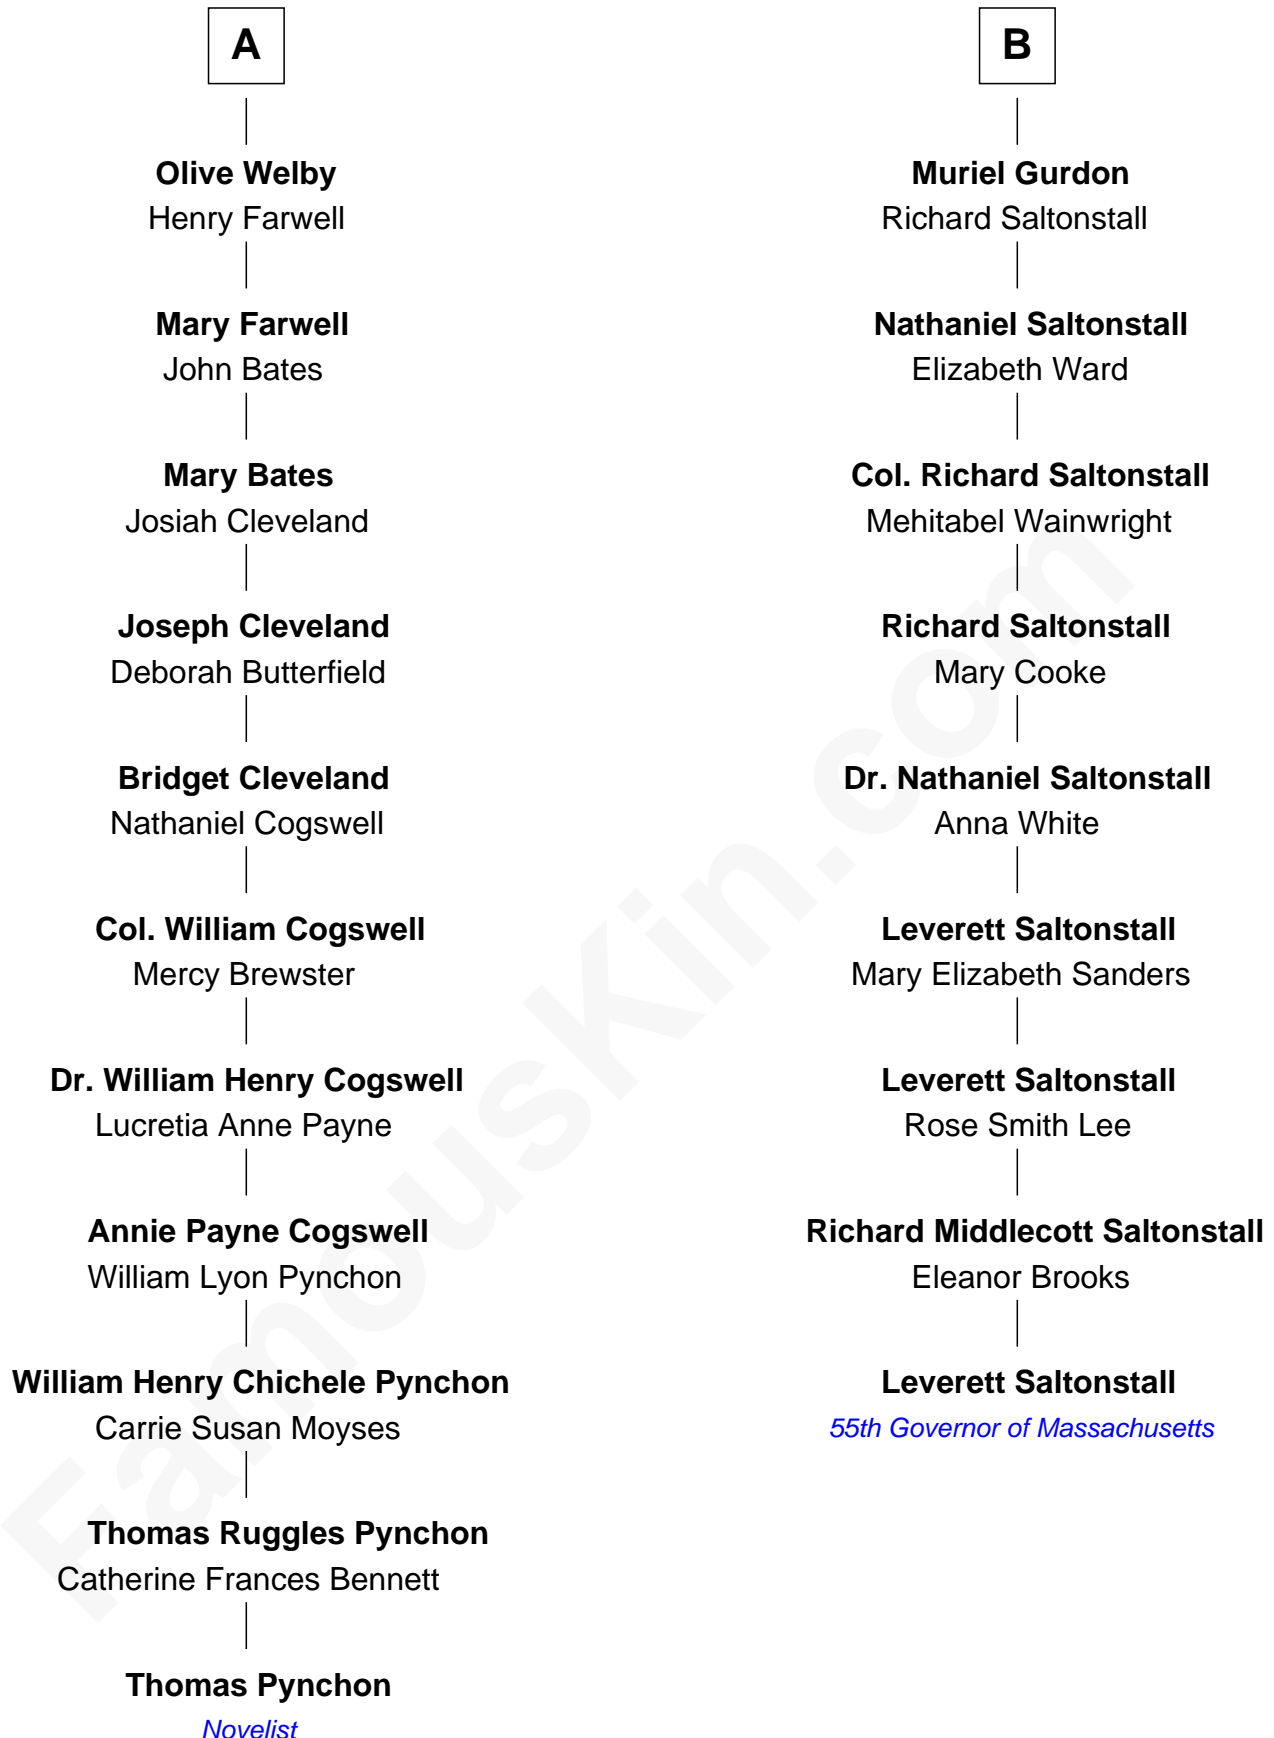 A
Olive Welby
Henry Farwell
Mary Farwell
John Bates
Mary Bates
Josiah Cleveland
Joseph Cleveland
Deborah Butterfield
Bridget Cleveland
Nathaniel Cogswell
Col. William Cogswell
Mercy Brewster
Dr. William Henry Cogswell
Lucretia Anne Payne
Annie Payne Cogswell
William Lyon Pynchon
William Henry Chichele Pynchon
Carrie Susan Moyses
Thomas Ruggles Pynchon
Catherine Frances Bennett
Thomas Pynchon
Novelist
B
Muriel Gurdon
Richard Saltonstall
Nathaniel Saltonstall
Elizabeth Ward
Col. Richard Saltonstall
Mehitabel Wainwright
Richard Saltonstall
Mary Cooke
Dr. Nathaniel Saltonstall
Anna White
Leverett Saltonstall
Mary Elizabeth Sanders
Leverett Saltonstall
Rose Smith Lee
Richard Middlecott Saltonstall
Eleanor Brooks
Leverett Saltonstall
55th Governor of Massachusetts
FamousKin.com